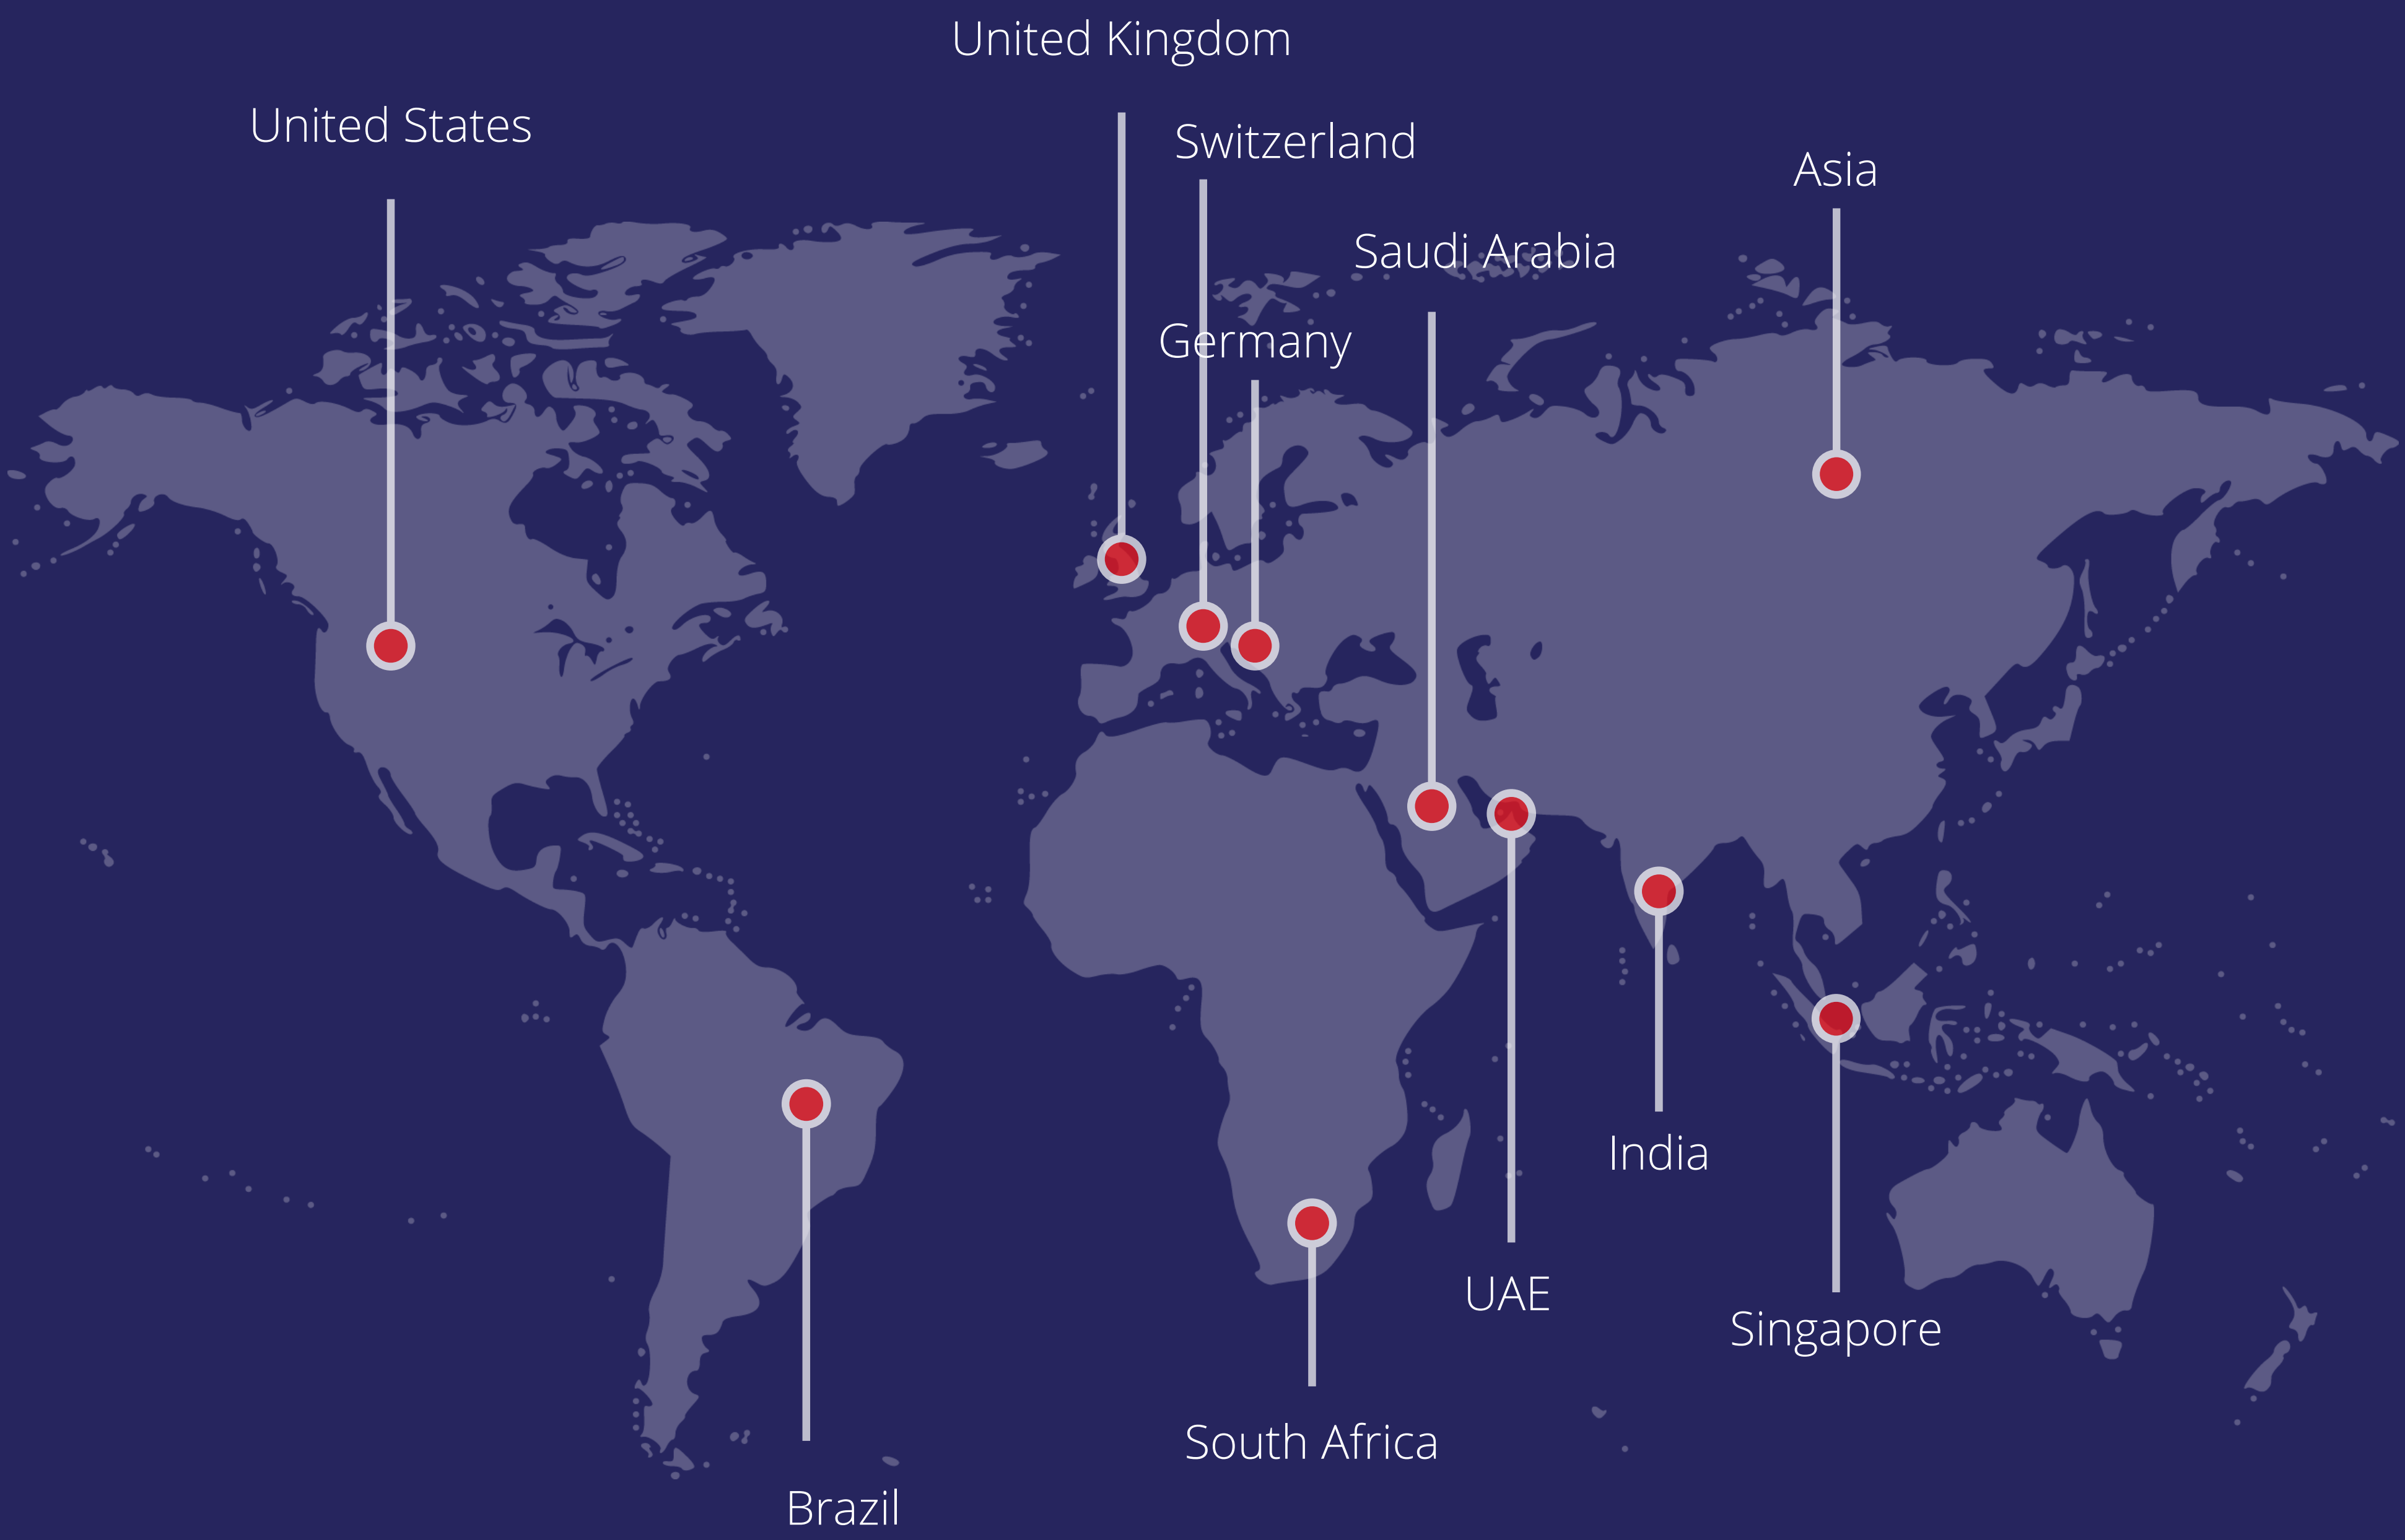 United Kingdom
United States
Switzerland
Asia
Saudi Arabia
Germany
India
UAE
Singapore
South Africa
Brazil